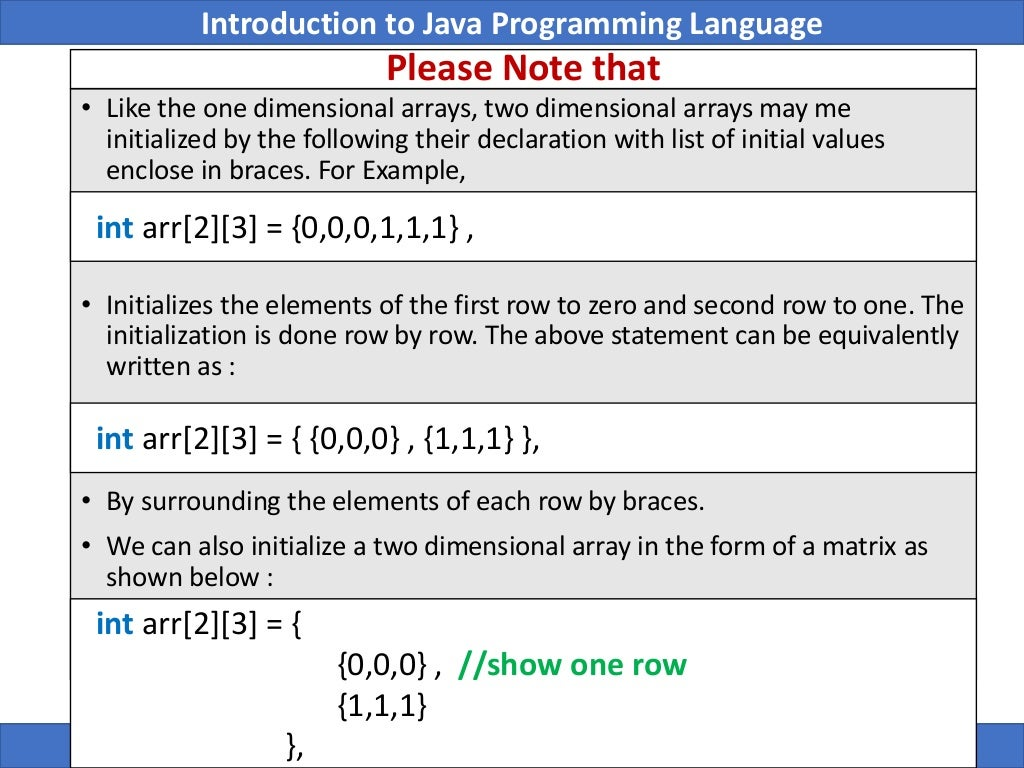 Introduction to Java Programming Language
Please Note that
• Like the one dimensional arrays, two dimensional arrays may me
initialized by the following their declaration with list of initial values
enclose in braces. For Example,
int arr[2][3] = {0,0,0,1,1,1} ,
• Initializes the elements of the first row to zero and second row to one. The
initialization is done row by row. The above statement can be equivalently
written as :
int arr[2][3] = { {0,0,0} , {1,1,1} },
• By surrounding the elements of each row by braces.
• We can also initialize a two dimensional array in the form of a matrix as
shown below :
int arr[2][3] = {
{0,0,0} , //show one row
{1,1,1}
},